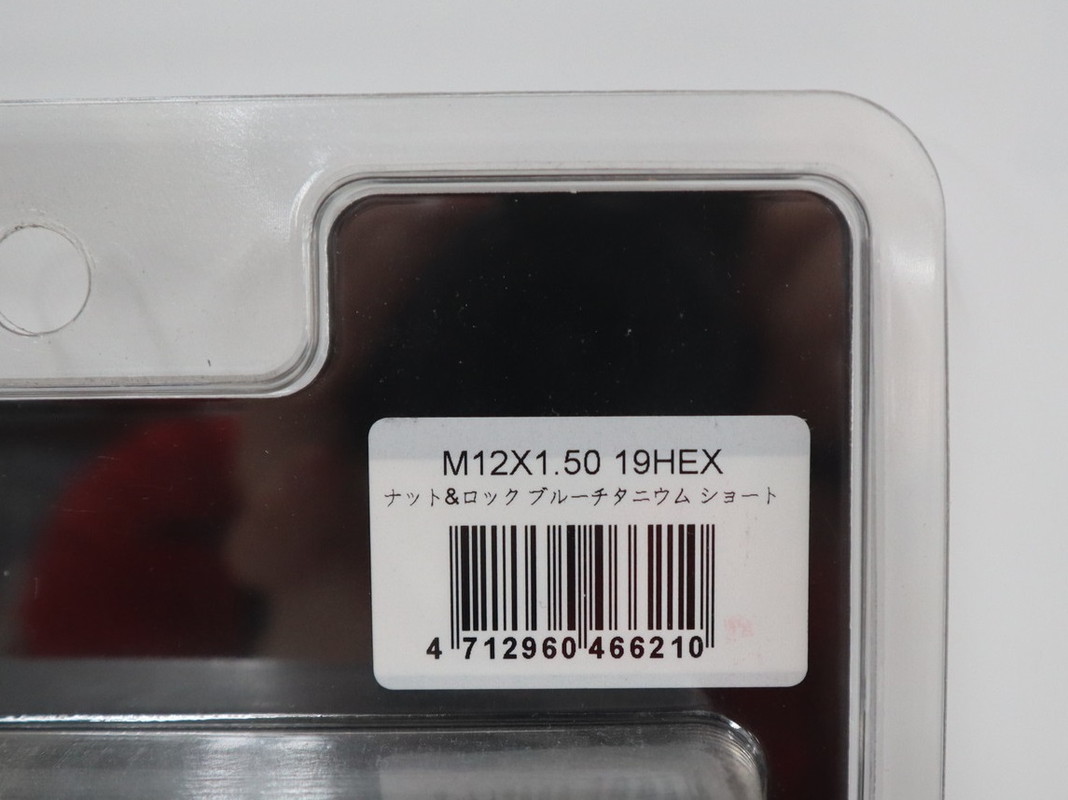 M12X1.50 19HEX
ナット&ロック ブルーチタニウム ショート
4 712960 466210